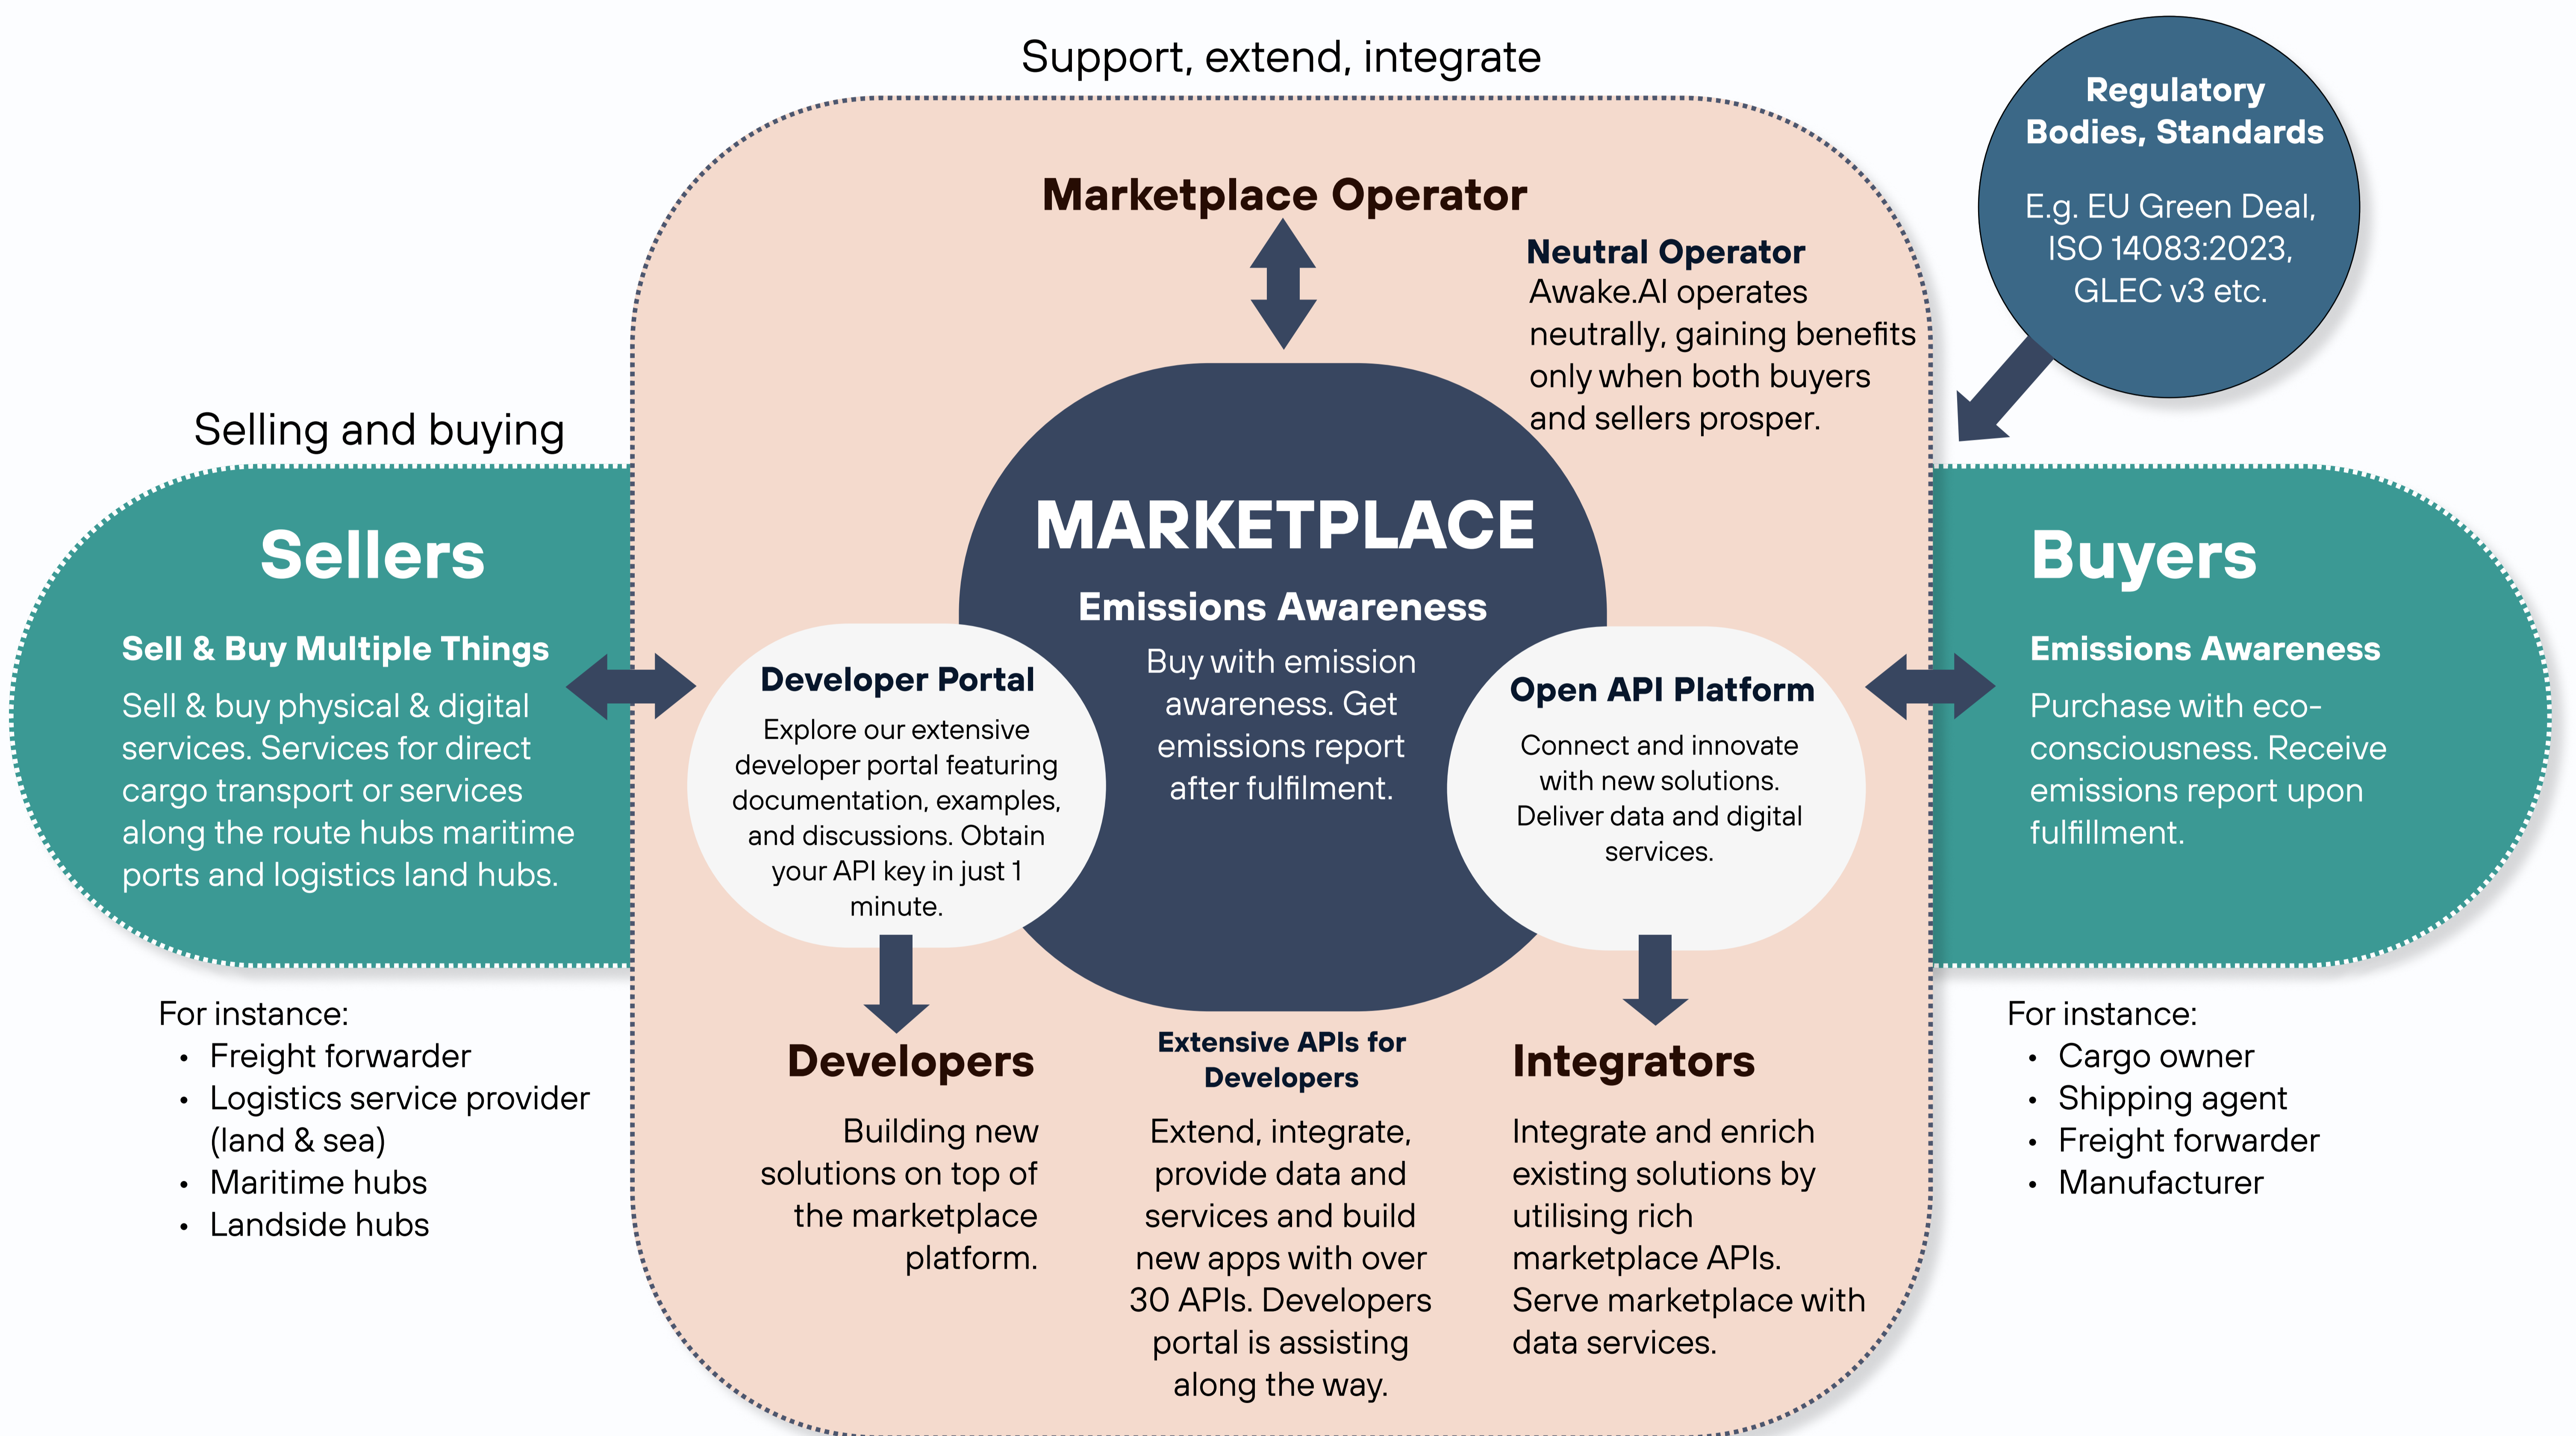 Support, extend, integrate
Regulatory
Bodies, Standards
E.g. EU Green Deal,
ISO 14083:2023,
GLEC v3 etc.
Marketplace Operator
Neutral Operator
Awake.AI operates
neutrally, gaining benefits
only when both buyers
and sellers prosper.
Selling and buying
Sellers
Sell & Buy Multiple Things
Sell & buy physical & digital
services. Services for direct
cargo transport or services
along the route hubs maritime
ports and logistics land hubs.
For instance:
• Freight forwarder
• Logistics service provider
(land & sea)
• Maritime hubs
• Landside hubs
MARKETPLACE
Emissions Awareness
Buy with emission
awareness. Get
emissions report
after fulfilment.
Developer Portal
Explore our extensive
developer portal featuring
documentation, examples,
and discussions. Obtain
your API key in just 1
minute.
Open API Platform
Connect and innovate
with new solutions.
Deliver data and digital
services.
Developers
Building new
solutions on top of
the marketplace
platform.
Extensive APIs for
Developers
Extend, integrate,
provide data and
services and build
new apps with over
30 APIs. Developers
portal is assisting
along the way.
Integrators
Integrate and enrich
existing solutions by
utilising rich
marketplace APIs.
Serve marketplace with
data services.
Buyers
Emissions Awareness
Purchase with eco-
consciousness. Receive
emissions report upon
fulfillment.
For instance:
• Cargo owner
• Shipping agent
• Freight forwarder
• Manufacturer